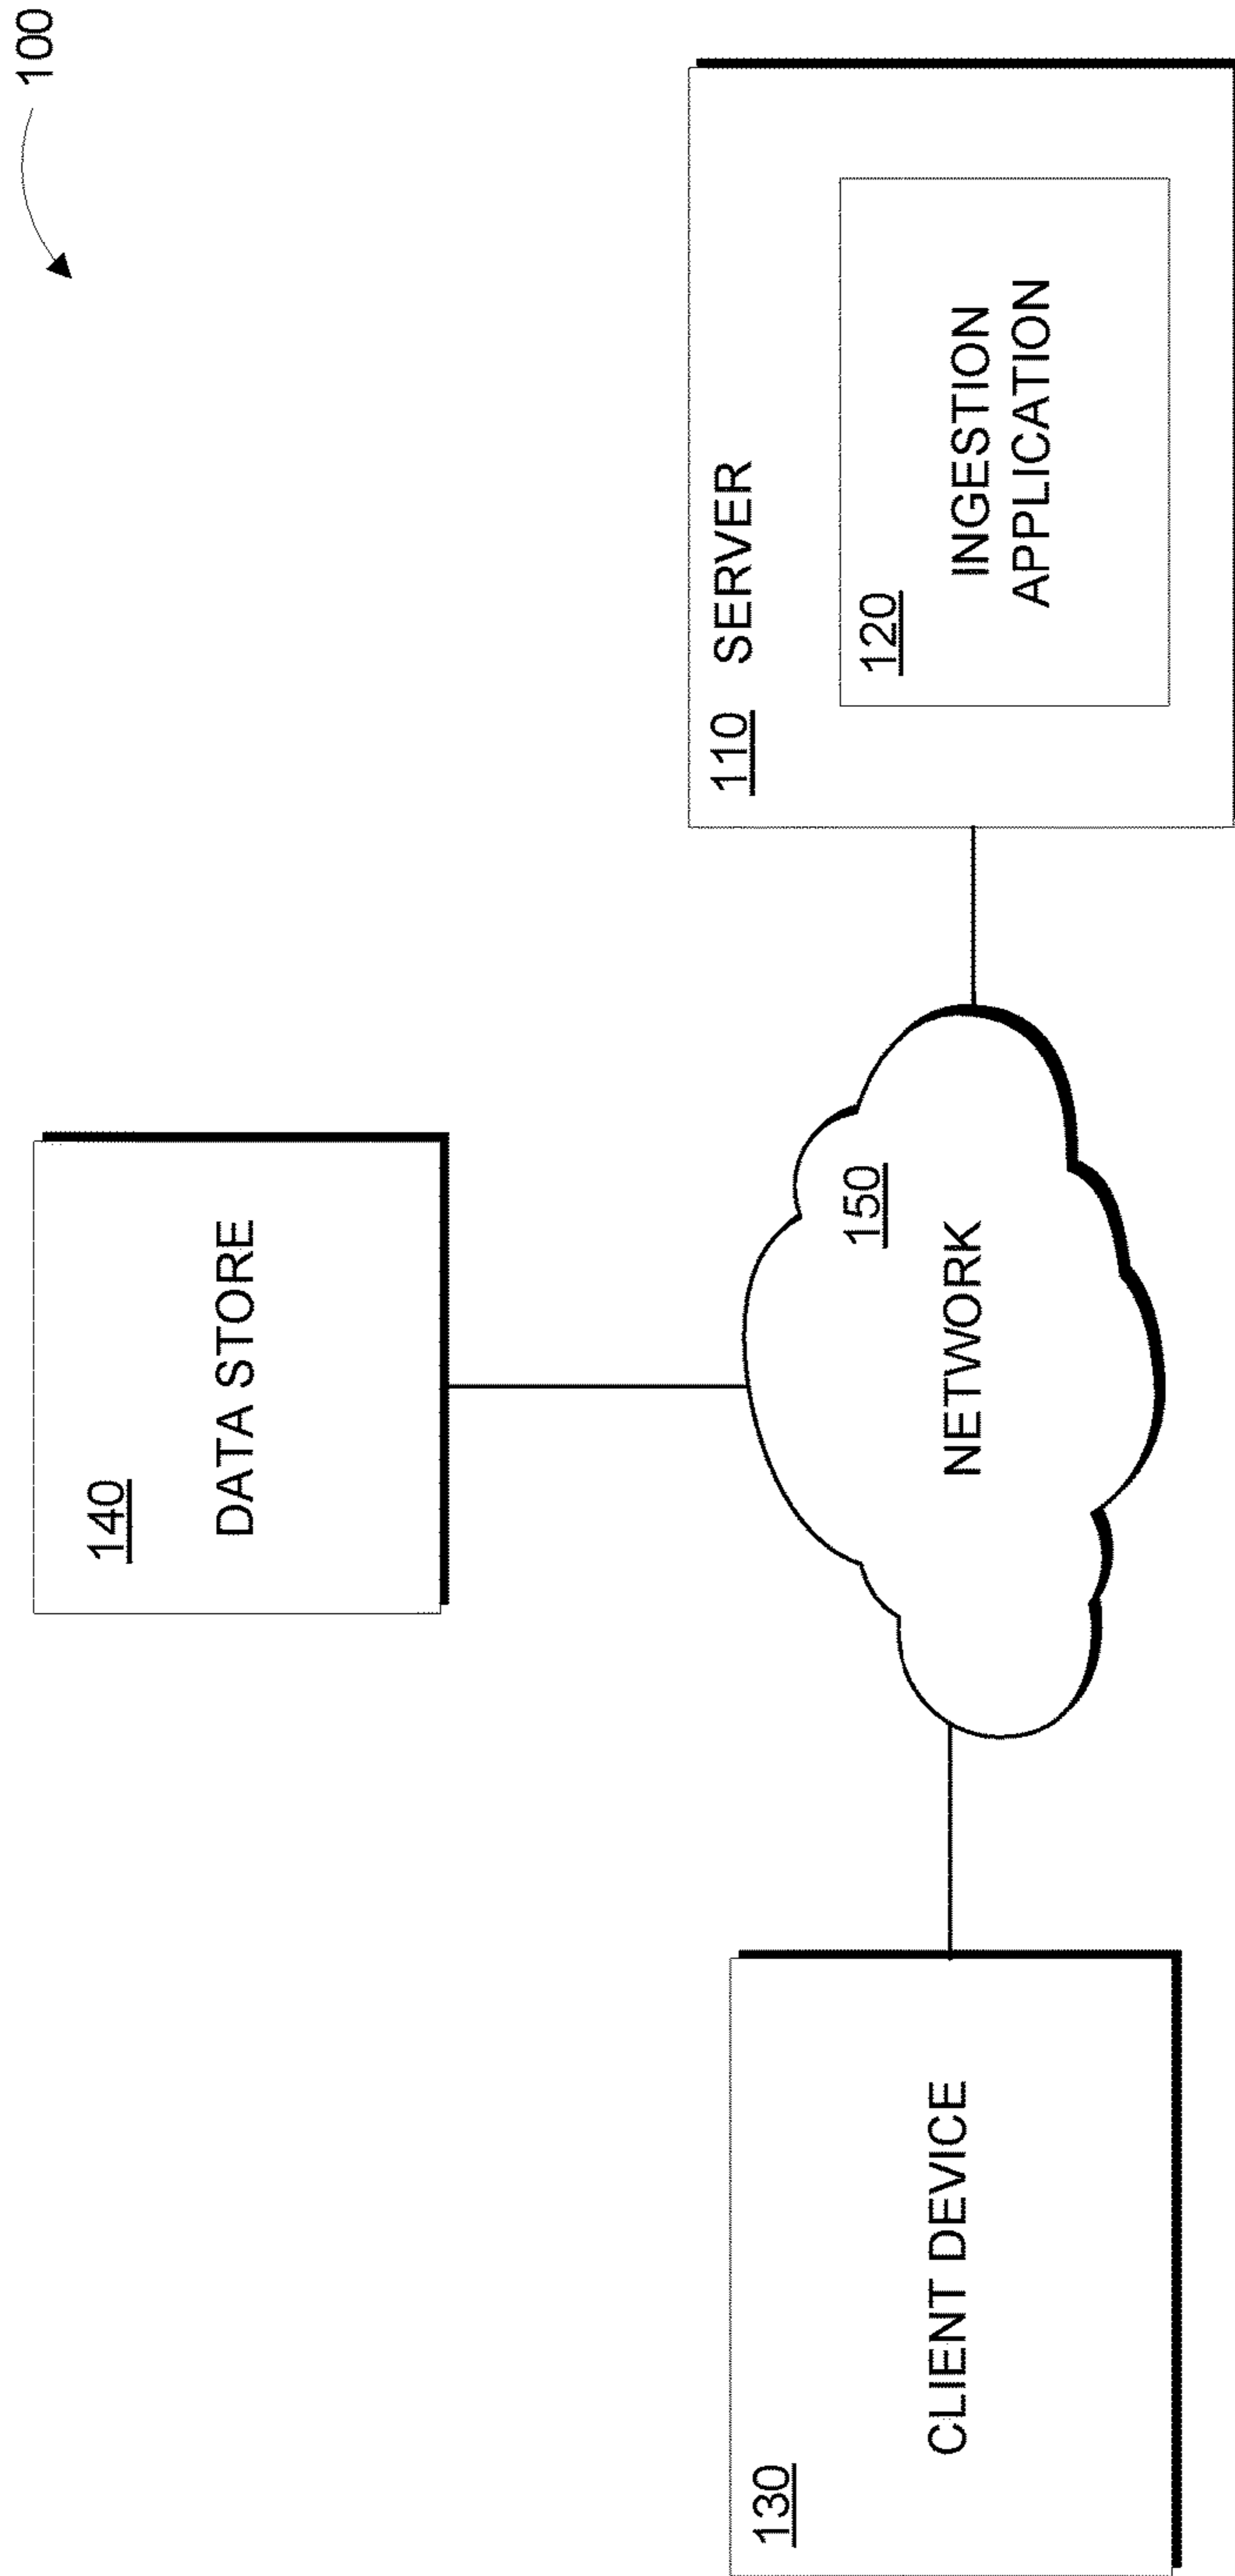 100
140
DATA STORE
110 SERVER
120
INGESTION
APPLICATION
150
NETWORK
130
CLIENT DEVICE